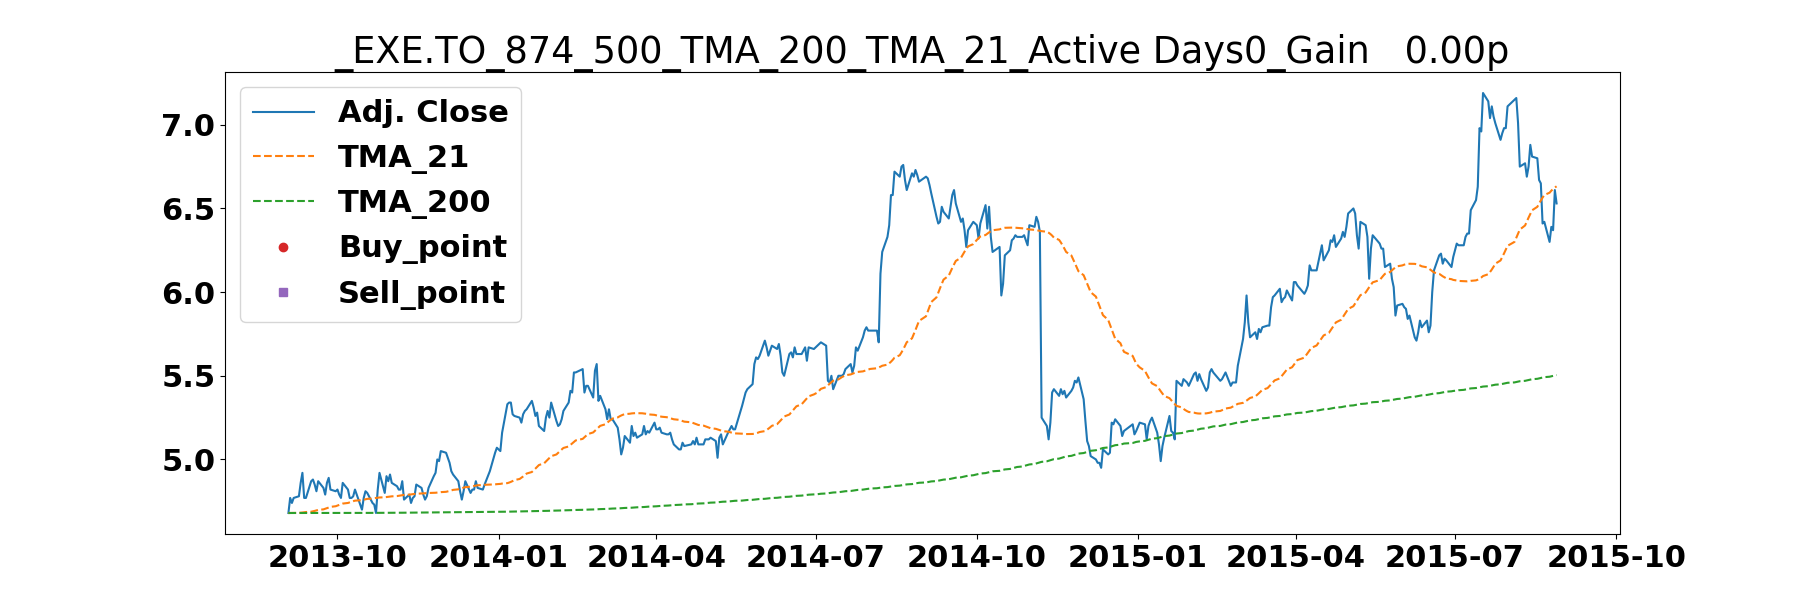 _EXE.TO_874_500_TMA_200_TMA_21_Active Days0_Gain   0.00p
Adj. Close
TMA_21
TMA_200
Buy_point
Sell_point
7.0
6.5
6.0
5.5
5.0
2013-10 2014-01 2014-04 2014-07 2014-10 2015-01 2015-04 2015-07 2015-10